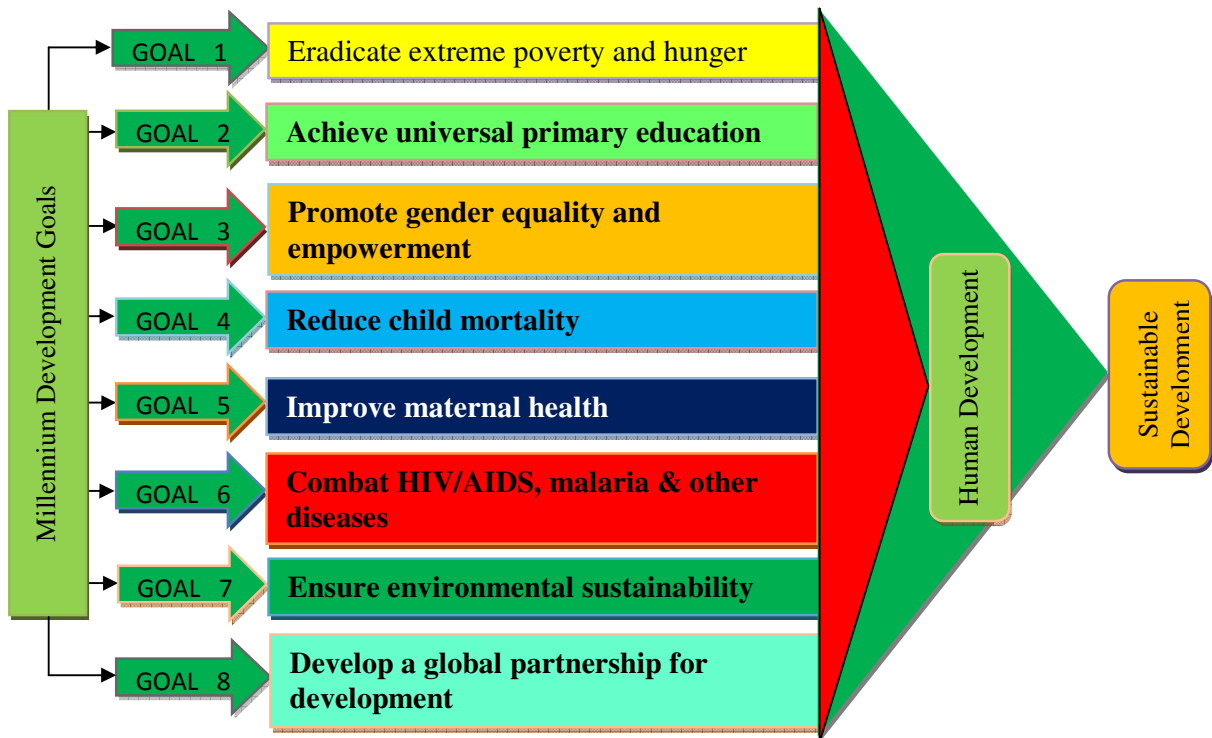 Millennium Development Goals
GOAL 1
Eradicate extreme poverty and hunger
GOAL 2
Achieve universal primary education
GOAL 3
Promote gender equality and
empowerment
GOAL 4
Reduce child mortality
GOAL 5
Improve maternal health
GOAL 6
Combat HIV/AIDS, malaria & other
diseases
GOAL 7
Ensure environmental sustainability
GOAL 8
Develop a global partnership for
development
Human Development
Sustainable
Development